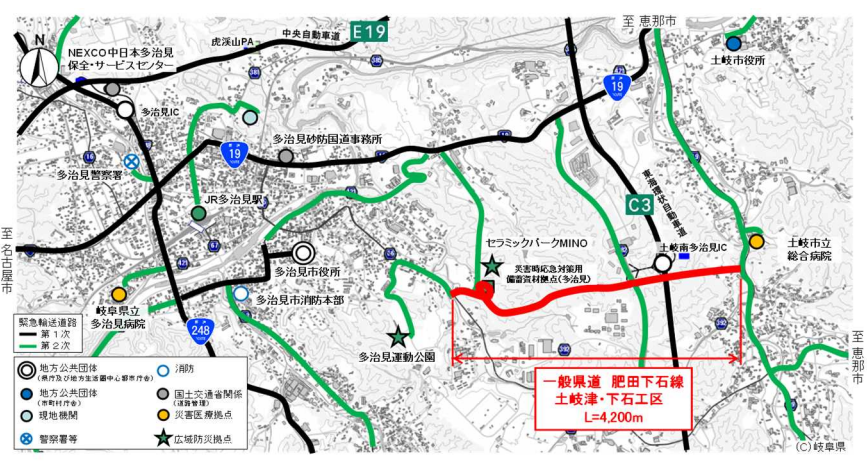 至 恵那市
E19
中央自動車道
虎渓山PA
NEXCO中日本多治見
保全・サービスセンター
土岐市役所
多治見IC
19
多治見砂防国道事務所
19
多治見警察署
JR多治見駅
東海環状自動車道
C3
至 名古屋市
セラミックパークMINO
土岐南多治見IC
土岐市立
総合病院
災害時応急対策用
備蓄資材拠点(多治見)
多治見市役所
多治見市消防本部
岐阜県立
多治見病院
248
多治見運動公園
至 恵那市
緊急輸送道路
第1次
第2次
一般県道 肥田下石線
土岐津・下石工区
L=4,200m
地方公共団体
(県庁及び地方生活圏中心都市庁舎)
地方公共団体
(市町村庁舎)
現地機関
警察署等
消防
国土交通省関係
(道路管理)
災害医療拠点
広域防災拠点
(C)岐阜県